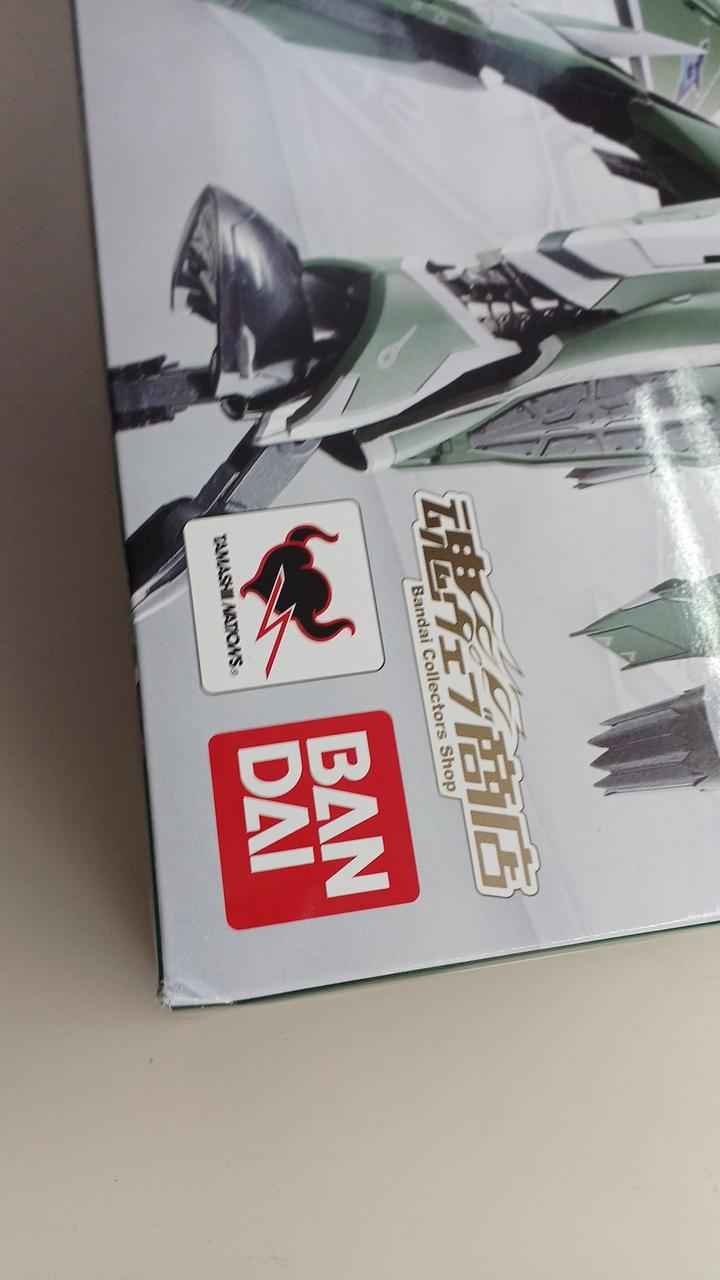 魂ウェブ商店
Bandai Collectors Shop
TAMASHII NATIONS®
BAN
DAI